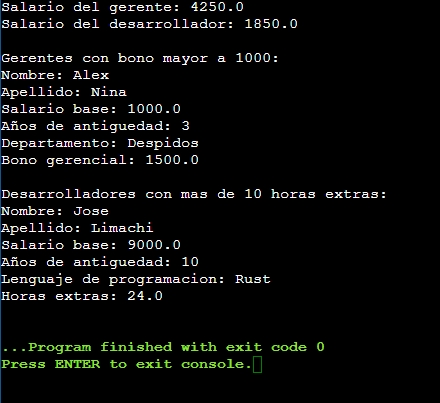 Salario del gerente: 4250.0
Salario del desarrollador: 1850.0
Gerentes con bono mayor a 1000:
Nombre: Alex
Apellido: Nina
Salario base: 1000.0
Años de antiguedad: 3
Departamento: Despidos
Bono gerencial: 1500.0
Desarrolladores con mas de 10 horas extras:
Nombre: Jose
Apellido: Limachi
Salario base: 9000.0
Años de antiguedad: 10
Lenguaje de programacion: Rust
Horas extras: 24.0
...Program finished with exit code 0
Press ENTER to exit console.